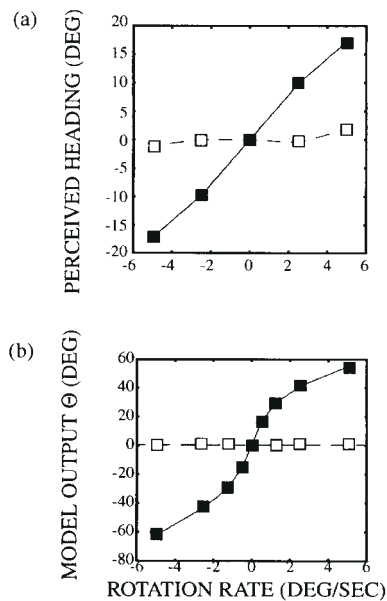 (a)
PERCEIVED HEADING (DEG)
20
15
10
5
0
-5
-10
-15
-20
-6 -4 -2 0 2 4 6
(b)
MODEL OUTPUT Θ (DEG)
60
40
20
0
-20
-40
-60
-80
-6 -4 -2 0 2 4 6
ROTATION RATE (DEG/SEC)